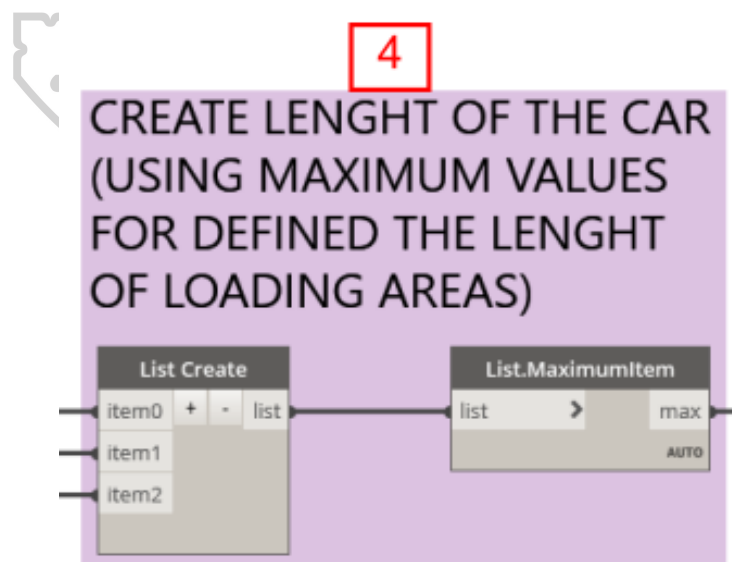 4
CREATE LENGHT OF THE CAR
(USING MAXIMUM VALUES
FOR DEFINED THE LENGHT
OF LOADING AREAS)
List Create
item0 + - list
item1
item2
List.MaximumItem
list > max
AUTO